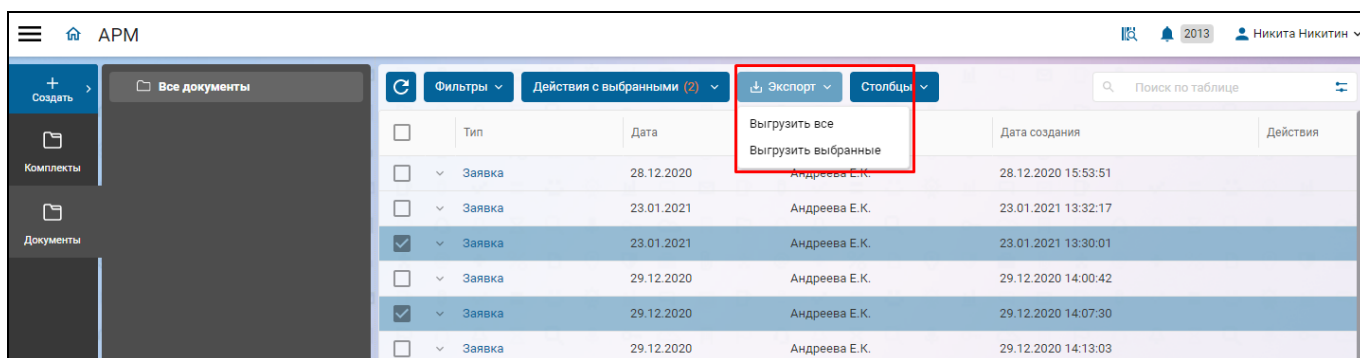 АРМ 2013 Никита Никитин
Создать
Все документы
Фильтры Действия с выбранными (2) Экспорт Столбцы Поиск по таблице
Выгрузить все
Выгрузить выбранные
Комплекты
Документы
Тип Дата Дата создания Действия
Заявка 28.12.2020 Андреева Е.К. 28.12.2020 15:53:51
Заявка 23.01.2021 Андреева Е.К. 23.01.2021 13:32:17
Заявка 23.01.2021 Андреева Е.К. 23.01.2021 13:30:01
Заявка 29.12.2020 Андреева Е.К. 29.12.2020 14:00:42
Заявка 29.12.2020 Андреева Е.К. 29.12.2020 14:07:30
Заявка 29.12.2020 Андреева Е.К. 29.12.2020 14:13:03